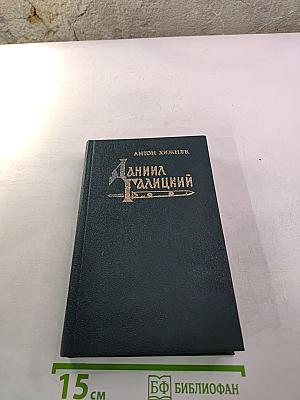 АНТОН ХИЖНЯК
ДАНИИЛ
ГАЛИЦКИЙ
15 см
БФ БИБЛИОФАН